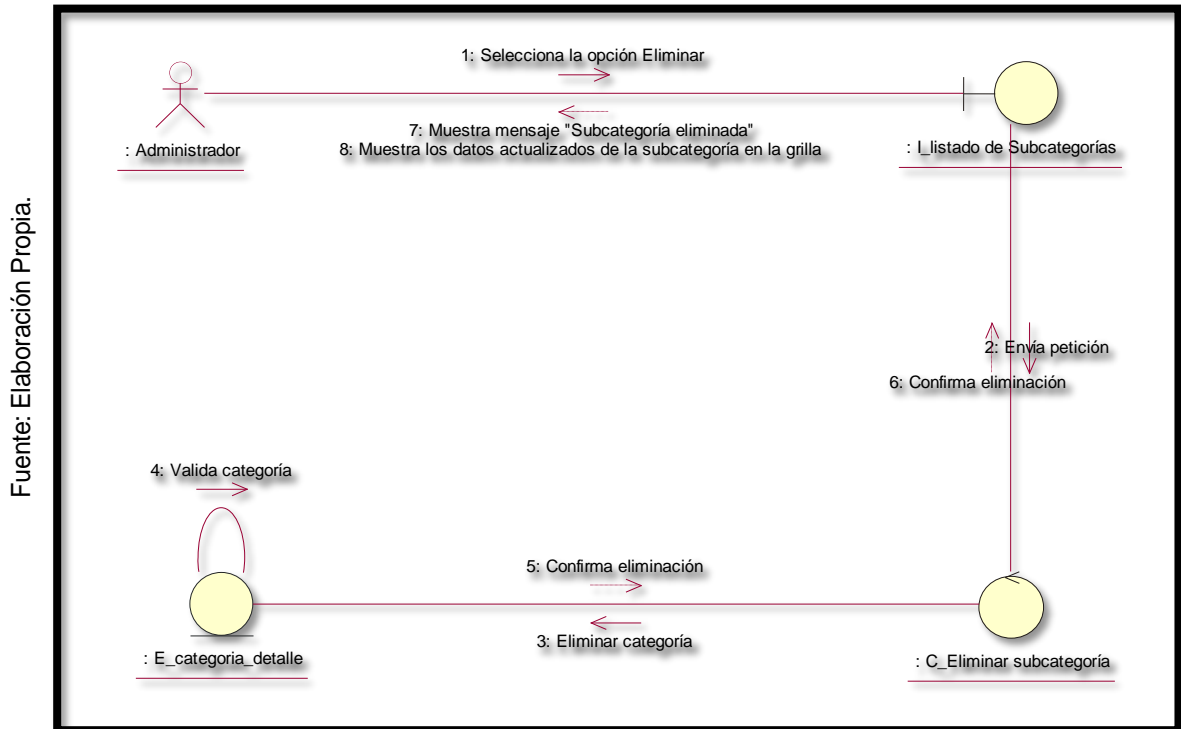 1: Selecciona la opción Eliminar
7: Muestra mensaje "Subcategoría eliminada"
8: Muestra los datos actualizados de la subcategoría en la grilla
: Administrador
: I_listado de Subcategorías
2: Envía petición
6: Confirma eliminación
4: Valida categoría
5: Confirma eliminación
3: Eliminar categoría
: E_categoria_detalle
: C_Eliminar subcategoría
Fuente: Elaboración Propia.